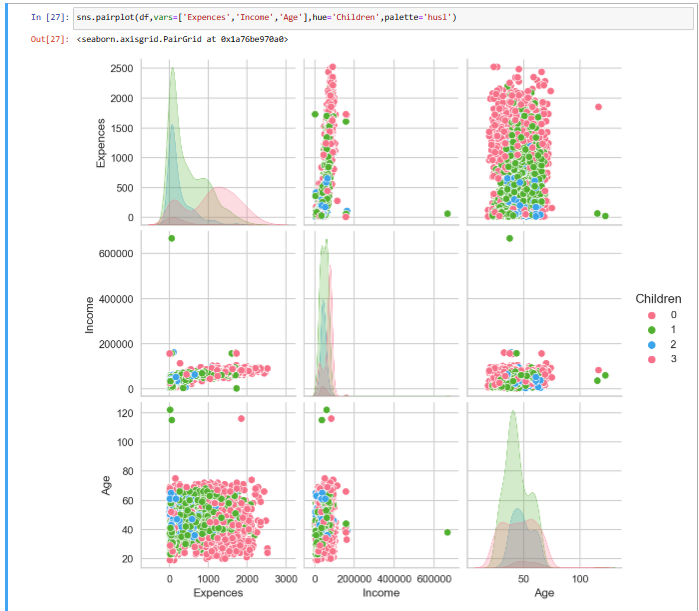 In [27]: sns.pairplot(df,vars=['Expences','Income','Age'],hue='Children',palette='husl')
Out[27]: <seaborn.axisgrid.PairGrid at 0x1a76be970a0>
2500
2000
1500
1000
500
0
Expences
600000
400000
200000
0
Income
Children
0
1
2
3
120
100
80
60
40
20
Age
0 1000 2000 3000
0 200000 400000 600000
50 100
Expences Income Age